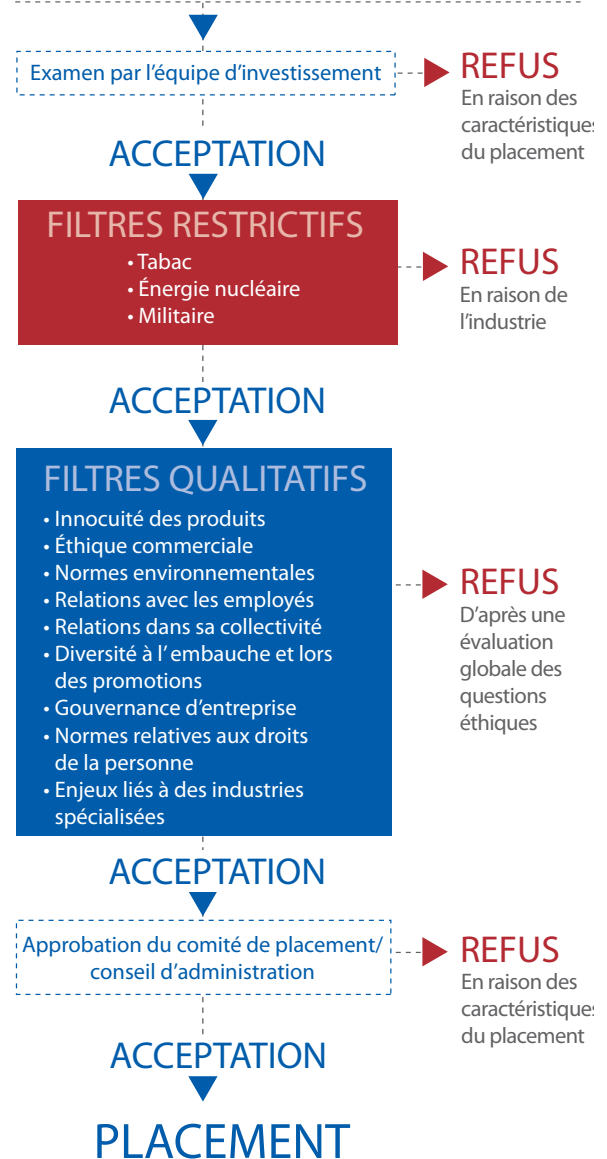 Examen par l'équipe d'investissement
REFUS
En raison des
caractéristiques
du placement
ACCEPTATION
FILTRES RESTRICTIFS
• Tabac
• Énergie nucléaire
• Militaire
REFUS
En raison de
l'industrie
ACCEPTATION
FILTRES QUALITATIFS
• Innocuité des produits
• Éthique commerciale
• Normes environnementales
• Relations avec les employés
• Relations dans sa collectivité
• Diversité à l' embauche et lors
des promotions
• Gouvernance d'entreprise
• Normes relatives aux droits
de la personne
• Enjeux liés à des industries
spécialisées
REFUS
D'après une
évaluation
globale des
questions
éthiques
ACCEPTATION
Approbation du comité de placement/
conseil d'administration
REFUS
En raison des
caractéristiques
du placement
ACCEPTATION
PLACEMENT